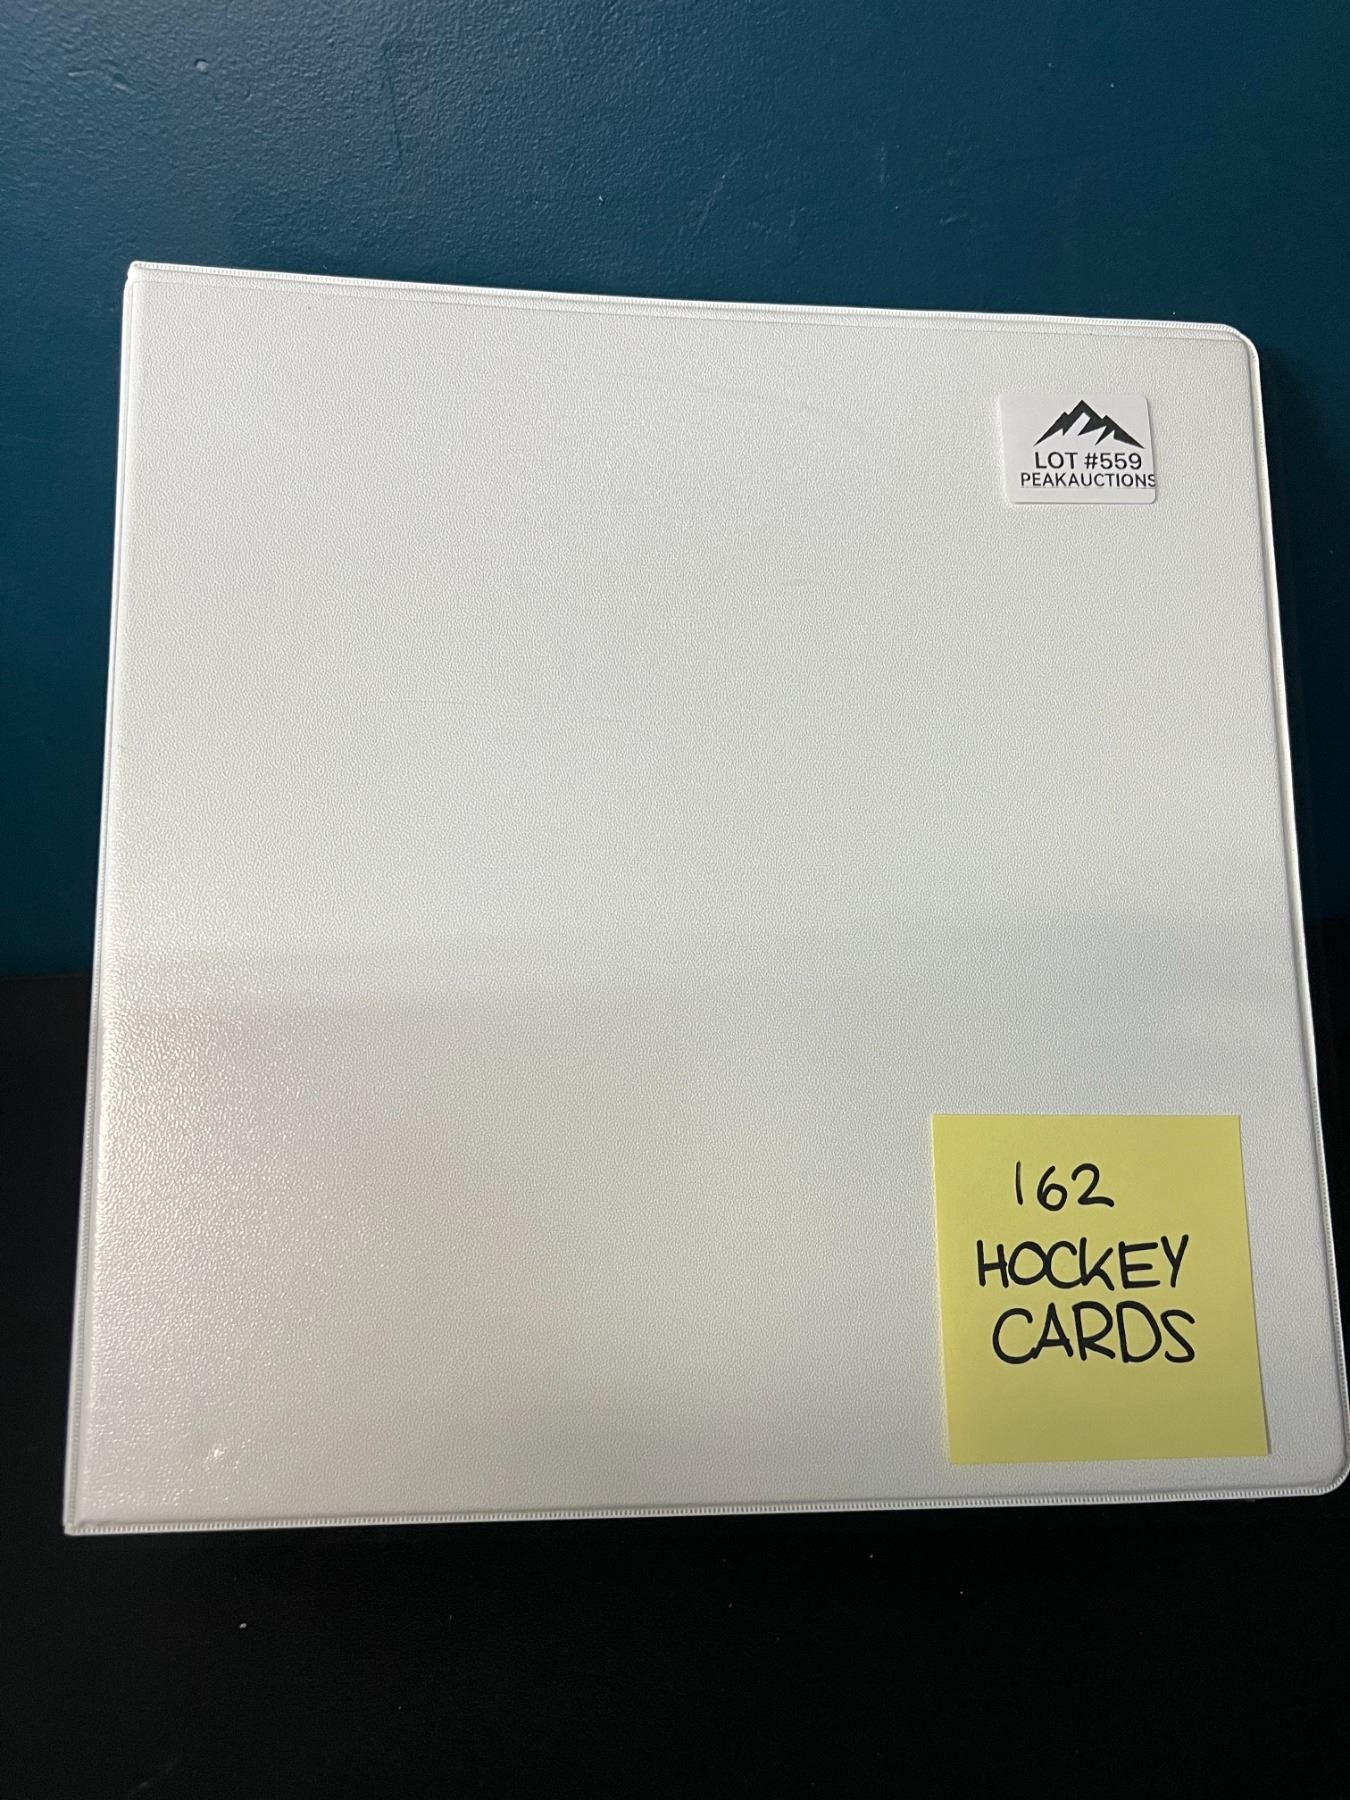 LOT #559
PEAKAUCTIONS
162
HOCKEY
CARDS